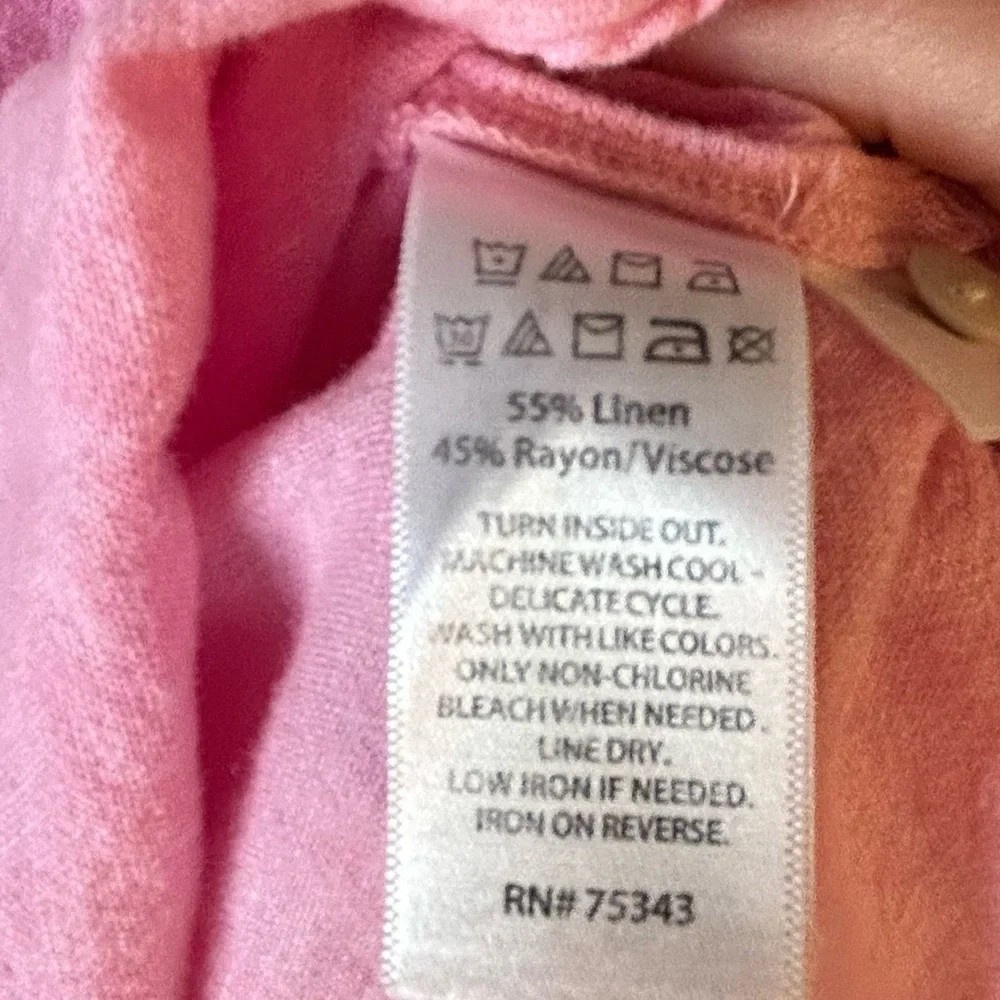 55% Linen
45% Rayon/Viscose
TURN INSIDE OUT.
MACHINE WASH COOL -
DELICATE CYCLE.
WASH WITH LIKE COLORS.
ONLY NON-CHLORINE
BLEACH WHEN NEEDED.
LINE DRY.
LOW IRON IF NEEDED.
IRON ON REVERSE.
RN# 75343